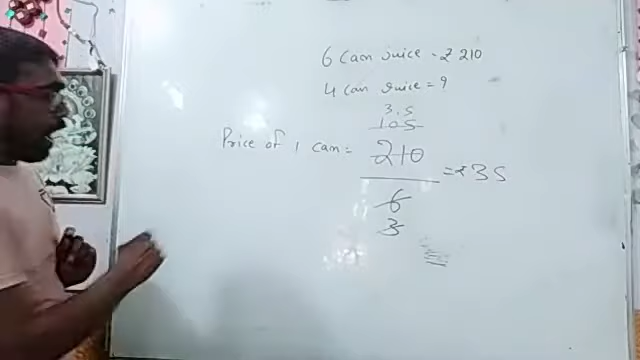 6 Can Juice = ₹ 210
4 Can Juice = ?
3.5
105
Price of 1 can = 210 = ₹ 35
6
3